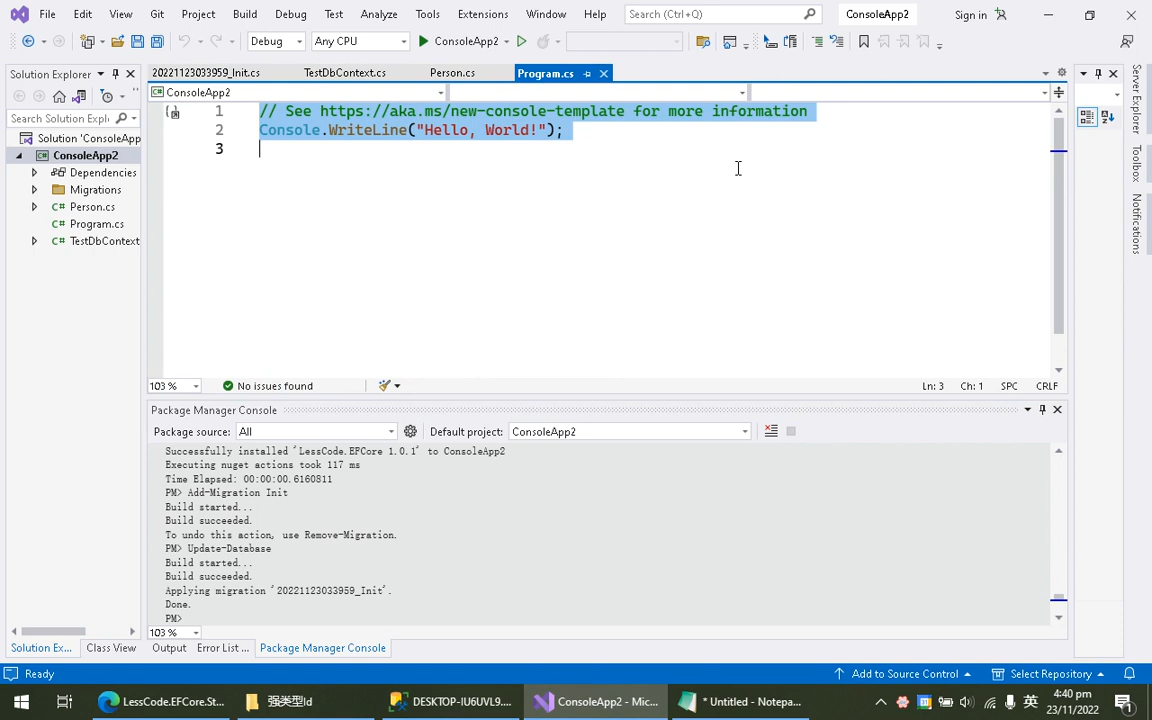 File Edit View Git Project Build Debug Test Analyze Tools Extensions Window Help Search (Ctrl+Q) ConsoleApp2 Sign in
Debug Any CPU ConsoleApp2
Solution Explorer
20221123033959_Init.cs TestDbContext.cs Person.cs Program.cs
ConsoleApp2
Search Solution Expl
Solution 'ConsoleApp
ConsoleApp2
Dependencies
Migrations
Person.cs
Program.cs
TestDbContext
1 // See https://aka.ms/new-console-template for more information
2 Console.WriteLine("Hello, World!");
3
103 % No issues found Ln: 3 Ch: 1 SPC CRLF
Package Manager Console
Package source: All Default project: ConsoleApp2
Successfully installed 'LessCode.EFCore 1.0.1' to ConsoleApp2
Executing nuget actions took 117 ms
Time Elapsed: 00:00:00.6160811
PM> Add-Migration Init
Build started...
Build succeeded.
To undo this action, use Remove-Migration.
PM> Update-Database
Build started...
Build succeeded.
Applying migration '20221123033959_Init'.
Done.
PM>
103 %
Solution Ex... Class View Output Error List ... Package Manager Console
Server Explorer
Toolbox
Notifications
Ready Add to Source Control Select Repository
LessCode.EFCore.St... 强类型Id DESKTOP-IU6UVL9.... ConsoleApp2 - Mic... * Untitled - Notepa... 英 4:40 pm
23/11/2022
1